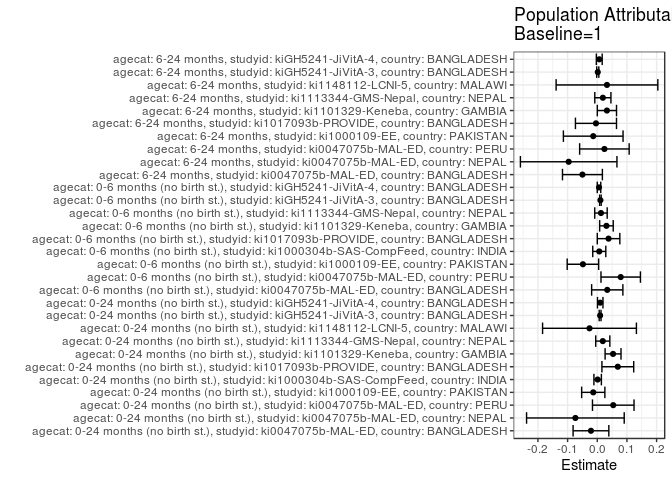 Population Attributa
Baseline=1
agecat: 6-24 months, studyid: kiGH5241-JiVitA-4, country: BANGLADESH
agecat: 6-24 months, studyid: kiGH5241-JiVitA-3, country: BANGLADESH
agecat: 6-24 months, studyid: ki1148112-LCNI-5, country: MALAWI
agecat: 6-24 months, studyid: ki1113344-GMS-Nepal, country: NEPAL
agecat: 6-24 months, studyid: ki1101329-Keneba, country: GAMBIA
agecat: 6-24 months, studyid: ki1017093b-PROVIDE, country: BANGLADESH
agecat: 6-24 months, studyid: ki1000109-EE, country: PAKISTAN
agecat: 6-24 months, studyid: ki0047075b-MAL-ED, country: PERU
agecat: 6-24 months, studyid: ki0047075b-MAL-ED, country: NEPAL
agecat: 6-24 months, studyid: ki0047075b-MAL-ED, country: BANGLADESH
agecat: 0-6 months (no birth st.), studyid: kiGH5241-JiVitA-4, country: BANGLADESH
agecat: 0-6 months (no birth st.), studyid: kiGH5241-JiVitA-3, country: BANGLADESH
agecat: 0-6 months (no birth st.), studyid: ki1113344-GMS-Nepal, country: NEPAL
agecat: 0-6 months (no birth st.), studyid: ki1101329-Keneba, country: GAMBIA
agecat: 0-6 months (no birth st.), studyid: ki1017093b-PROVIDE, country: BANGLADESH
agecat: 0-6 months (no birth st.), studyid: ki1000304b-SAS-CompFeed, country: INDIA
agecat: 0-6 months (no birth st.), studyid: ki1000109-EE, country: PAKISTAN
agecat: 0-6 months (no birth st.), studyid: ki0047075b-MAL-ED, country: PERU
agecat: 0-6 months (no birth st.), studyid: ki0047075b-MAL-ED, country: BANGLADESH
agecat: 0-24 months (no birth st.), studyid: kiGH5241-JiVitA-4, country: BANGLADESH
agecat: 0-24 months (no birth st.), studyid: kiGH5241-JiVitA-3, country: BANGLADESH
agecat: 0-24 months (no birth st.), studyid: ki1148112-LCNI-5, country: MALAWI
agecat: 0-24 months (no birth st.), studyid: ki1113344-GMS-Nepal, country: NEPAL
agecat: 0-24 months (no birth st.), studyid: ki1101329-Keneba, country: GAMBIA
agecat: 0-24 months (no birth st.), studyid: ki1017093b-PROVIDE, country: BANGLADESH
agecat: 0-24 months (no birth st.), studyid: ki1000304b-SAS-CompFeed, country: INDIA
agecat: 0-24 months (no birth st.), studyid: ki1000109-EE, country: PAKISTAN
agecat: 0-24 months (no birth st.), studyid: ki0047075b-MAL-ED, country: PERU
agecat: 0-24 months (no birth st.), studyid: ki0047075b-MAL-ED, country: NEPAL
agecat: 0-24 months (no birth st.), studyid: ki0047075b-MAL-ED, country: BANGLADESH
-0.2 -0.1 0.0 0.1 0.2
Estimate